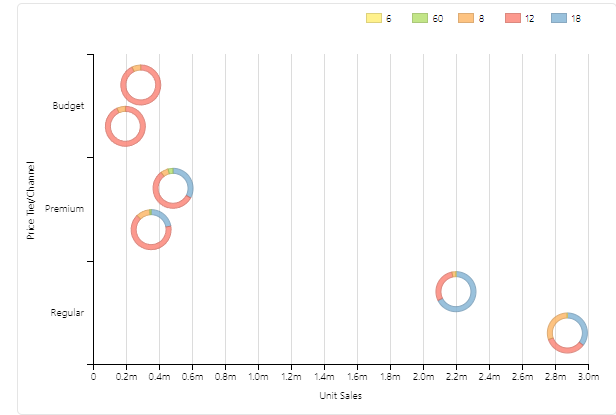 6 60 8 12 18
Budget
Premium
Regular
Price Tier/Channel
0 0.2m 0.4m 0.6m 0.8m 1.0m 1.2m 1.4m 1.6m 1.8m 2.0m 2.2m 2.4m 2.6m 2.8m 3.0m
Unit Sales